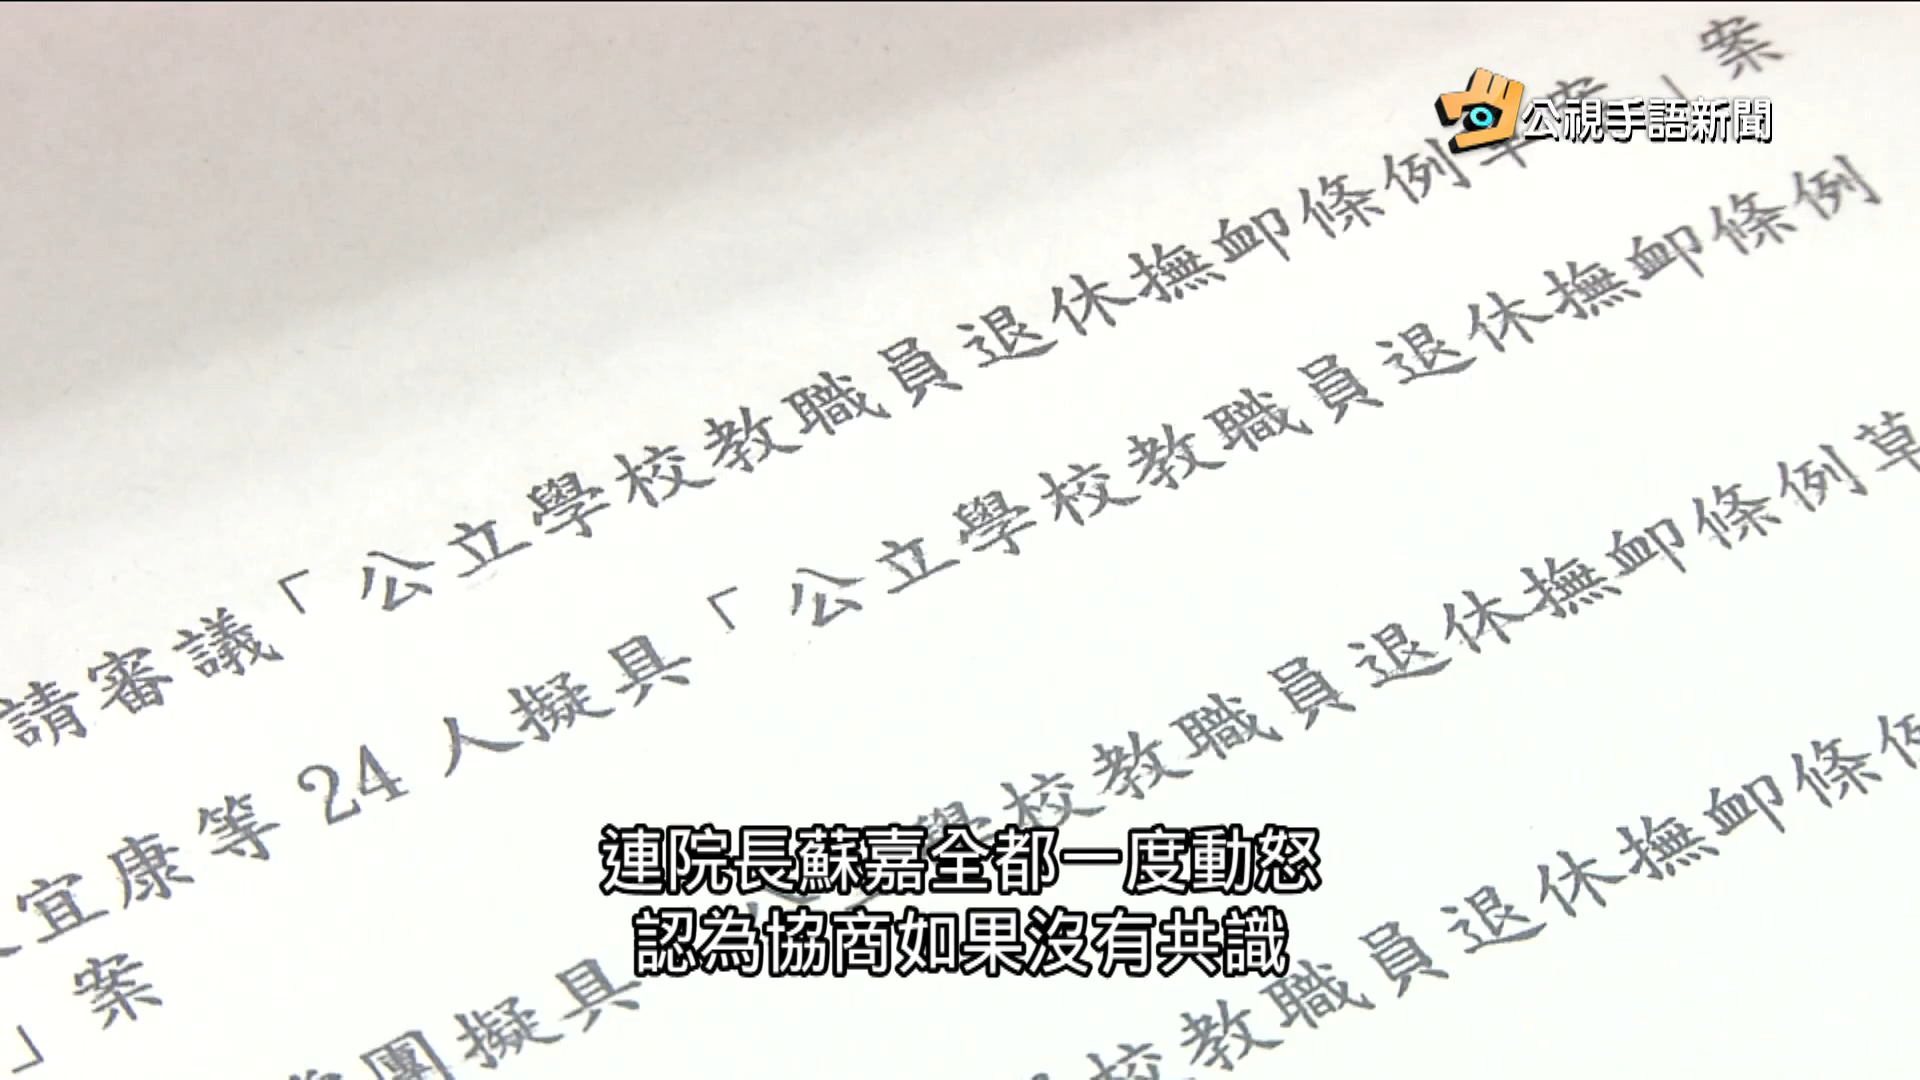 公視手語新聞
請審議「公立學校教職員退休撫卹條例草案」案
宜康等 24 人擬具「公立學校教職員退休撫卹條例
」案
團擬具 學校教職員退休撫卹條例草
校教職員退休撫卹條例
連院長蘇嘉全都一度動怒
認為協商如果沒有共識